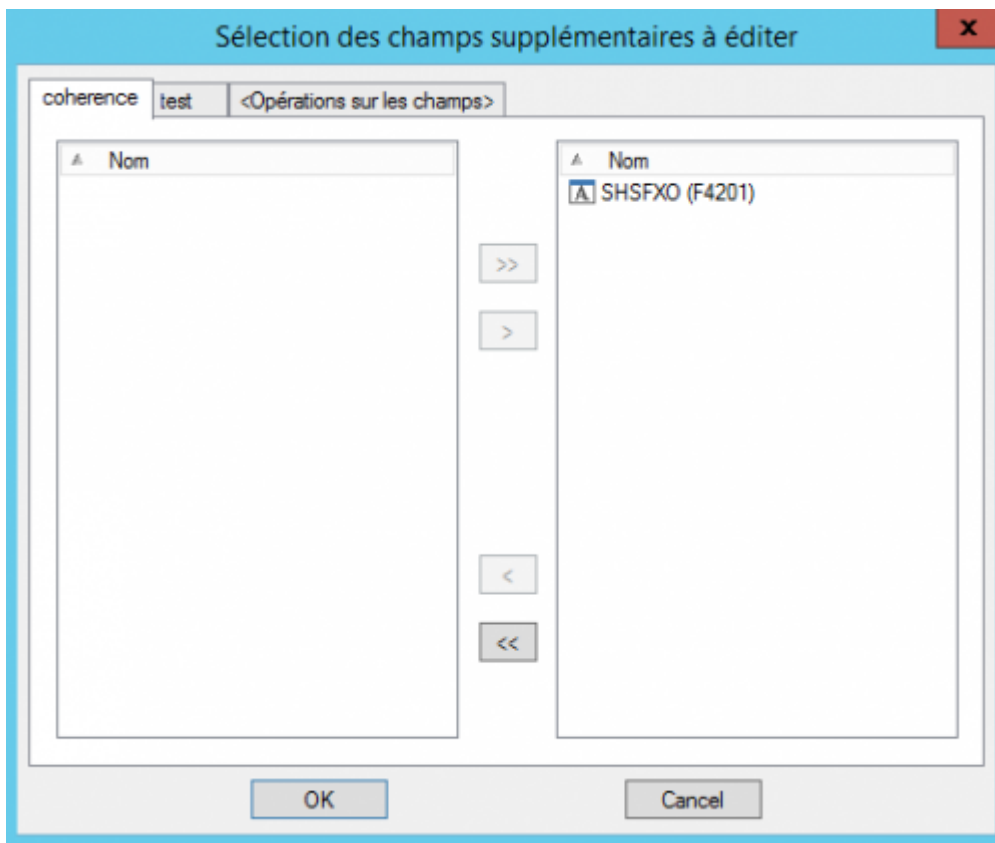 Sélection des champs supplémentaires à éditer
x
coherence test <Opérations sur les champs>
Nom
Nom
A SHSFXO (F4201)
>>
>
<
<<
OK Cancel